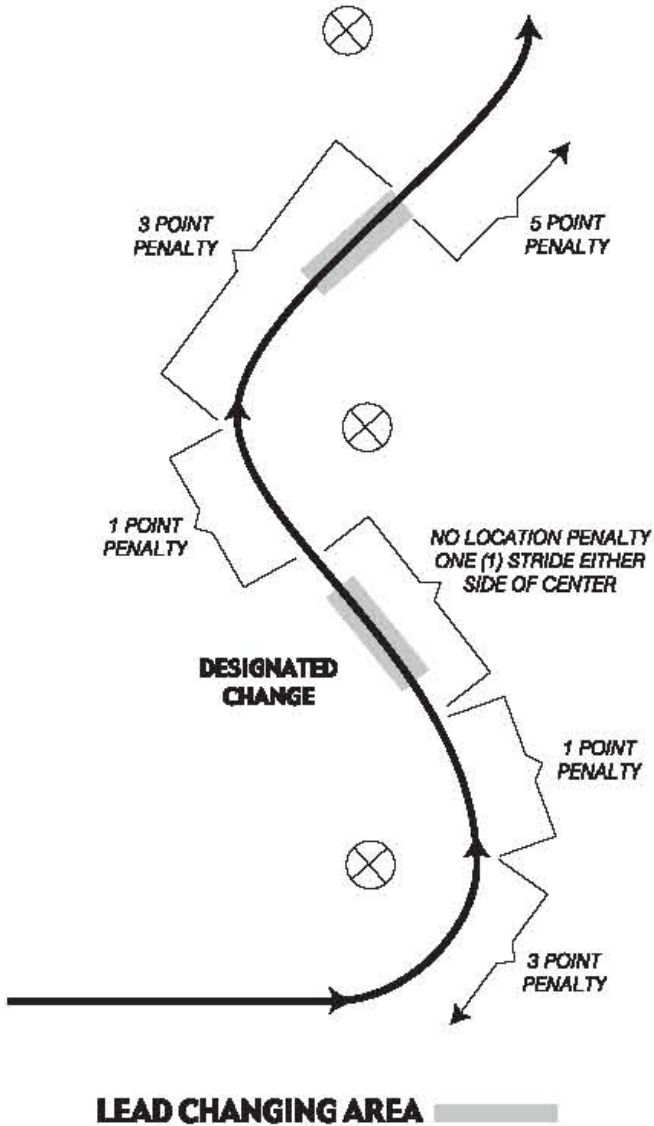 3 POINT
PENALTY
5 POINT
PENALTY
1 POINT
PENALTY
NO LOCATION PENALTY
ONE (1) STRIDE EITHER
SIDE OF CENTER
DESIGNATED
CHANGE
1 POINT
PENALTY
3 POINT
PENALTY
LEAD CHANGING AREA